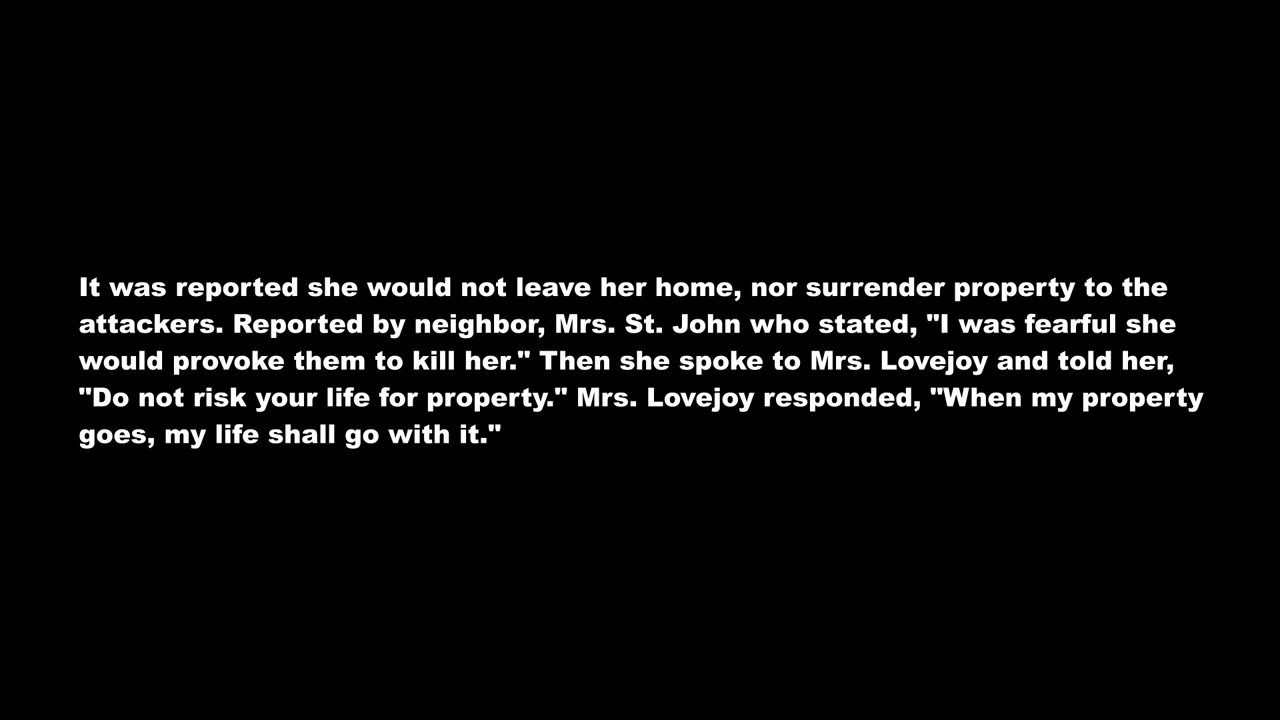 It was reported she would not leave her home, nor surrender property to the
attackers. Reported by neighbor, Mrs. St. John who stated, "I was fearful she
would provoke them to kill her." Then she spoke to Mrs. Lovejoy and told her,
"Do not risk your life for property." Mrs. Lovejoy responded, "When my property
goes, my life shall go with it."